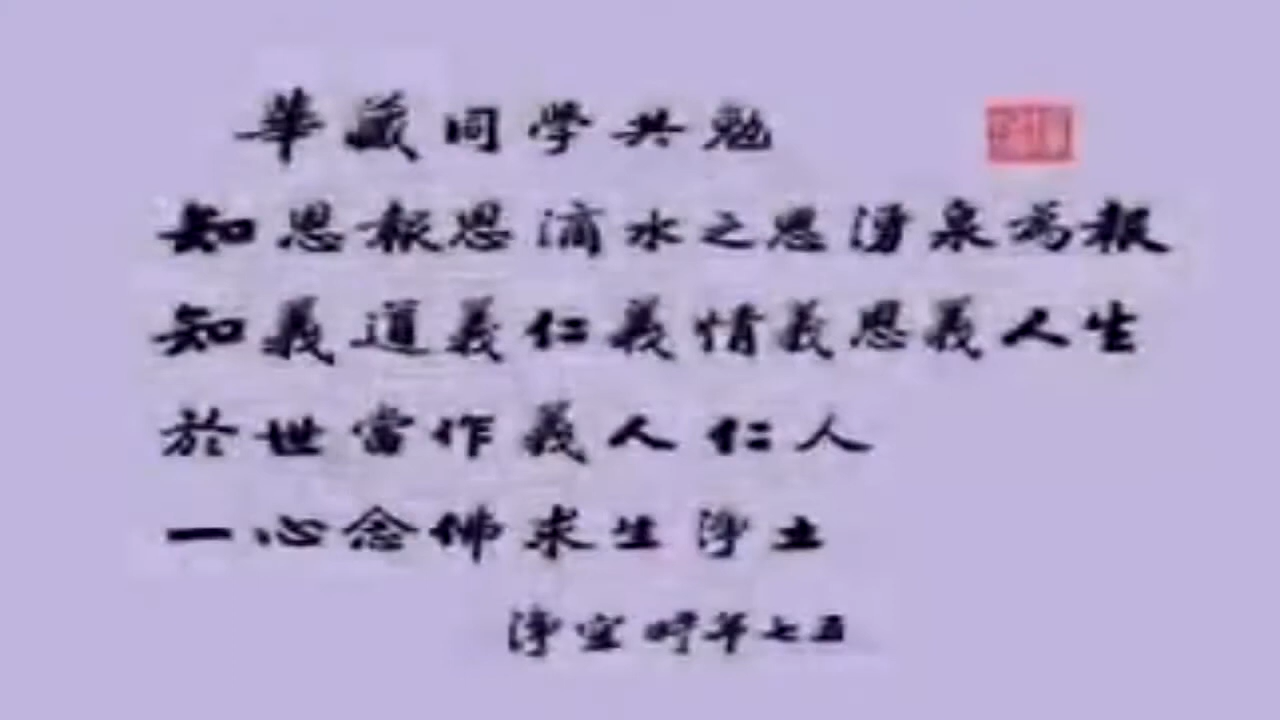 華藏同學共勉
知恩報恩滴水之恩湧泉為報
知義道義仁義情義恩義人生
於世當作義人仁人
一心念佛求生淨土
淨空時年七五